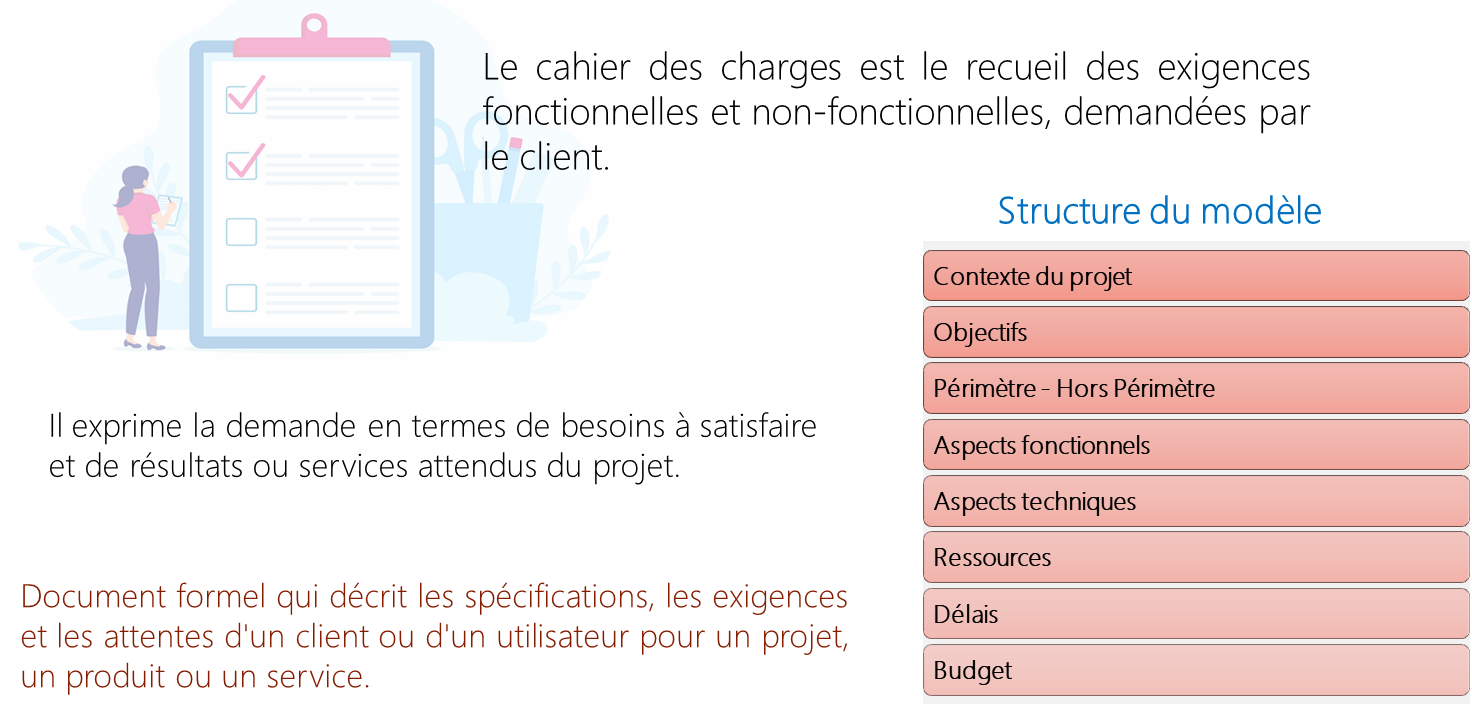 Le cahier des charges est le recueil des exigences
fonctionnelles et non-fonctionnelles, demandées par
le client.
Structure du modèle
Contexte du projet
Objectifs
Périmètre - Hors Périmètre
Aspects fonctionnels
Aspects techniques
Ressources
Délais
Budget
Il exprime la demande en termes de besoins à satisfaire
et de résultats ou services attendus du projet.
Document formel qui décrit les spécifications, les exigences
et les attentes d'un client ou d'un utilisateur pour un projet,
un produit ou un service.